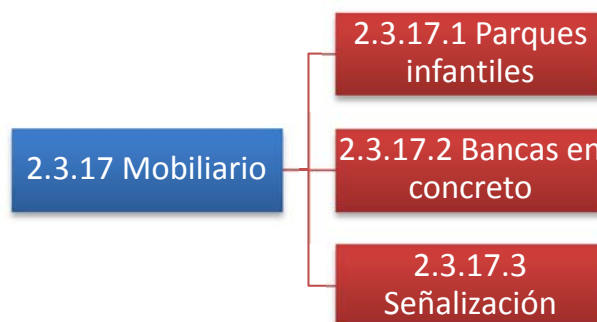 2.3.17 Mobiliario
2.3.17.1 Parques
infantiles
2.3.17.2 Bancas en
concreto
2.3.17.3
Señalización